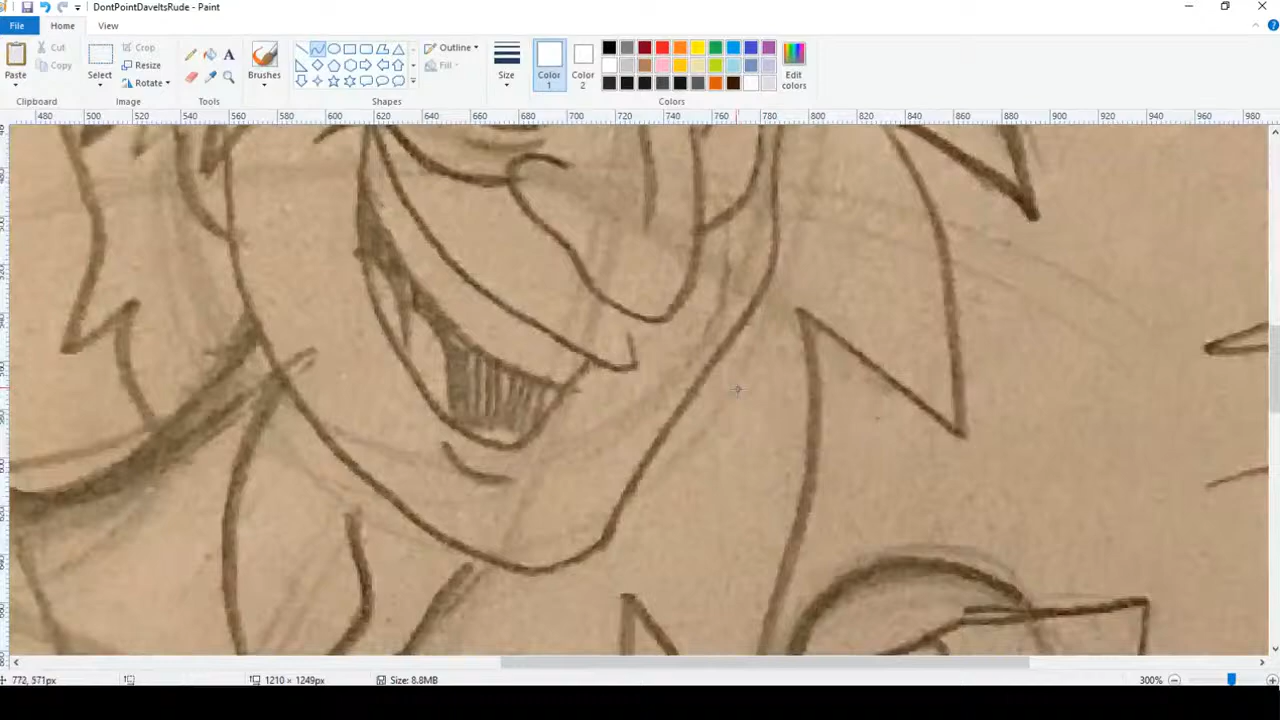 DontPointDaveItsRude - Paint
File Home View
Paste Cut Copy
Select Crop Resize Rotate
A
Brushes
Outline Fill
Size
Color 1 Color 2
Edit colors
Clipboard Image Tools Shapes Colors
480 500 520 540 560 580 600 620 640 660 680 700 720 740 760 780 800 820 840 860 880 900 920 940 960 980
772, 571px 1210 × 1249px Size: 8.8MB 300%